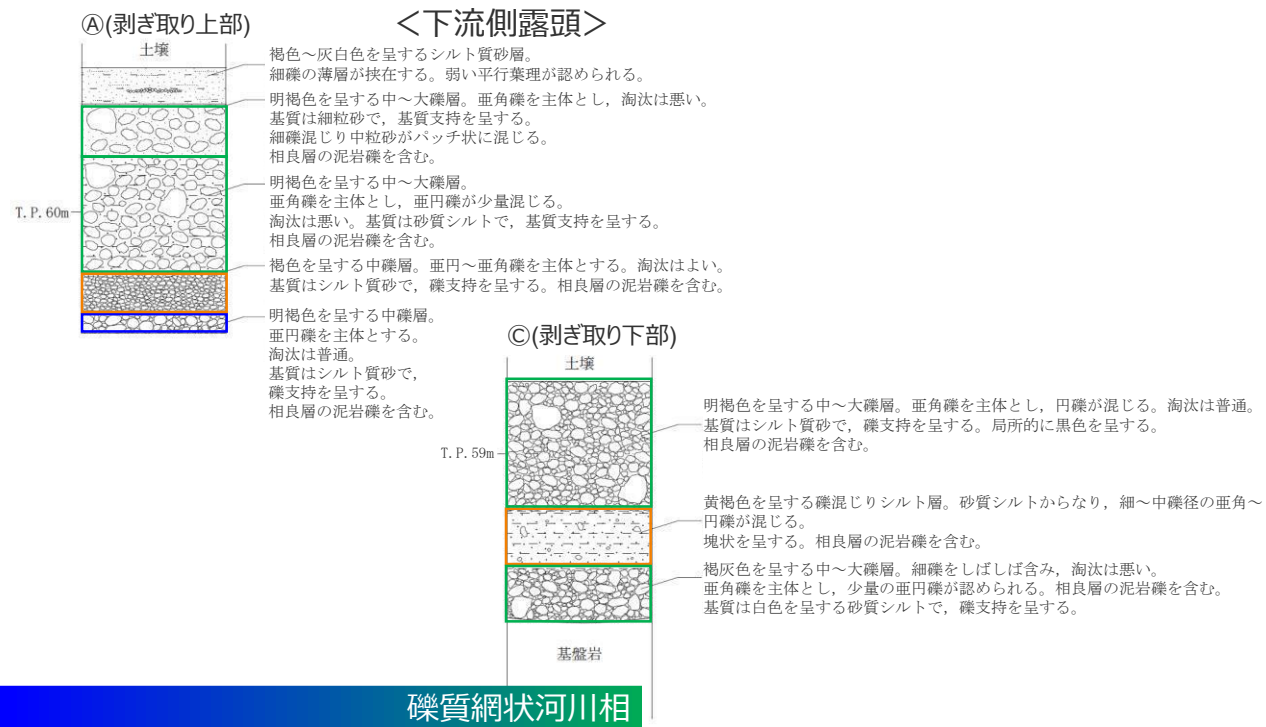 <下流側露頭>
Ⓐ(剥ぎ取り上部)
土壌
褐色～灰白色を呈するシルト質砂層。
細礫の薄層が挟在する。弱い平行葉理が認められる。
明褐色を呈する中～大礫層。亜角礫を主体とし，淘汰は悪い。
基質は細粒砂で，基質支持を呈する。
細礫混じり中粒砂がパッチ状に混じる。
相良層の泥岩礫を含む。
明褐色を呈する中～大礫層。
亜角礫を主体とし，亜円礫が少量混じる。
淘汰は悪い。基質は砂質シルトで，基質支持を呈する。
相良層の泥岩礫を含む。
T.P.60m
褐色を呈する中礫層。亜円～亜角礫を主体とする。淘汰はよい。
基質はシルト質砂で，礫支持を呈する。相良層の泥岩礫を含む。
明褐色を呈する中礫層。
亜円礫を主体とする。
淘汰は普通。
基質はシルト質砂で，
礫支持を呈する。
相良層の泥岩礫を含む。
Ⓒ(剥ぎ取り下部)
土壌
明褐色を呈する中～大礫層。亜角礫を主体とし，円礫が混じる。淘汰は普通。
基質はシルト質砂で，礫支持を呈する。局所的に黒色を呈する。
相良層の泥岩礫を含む。
T.P.59m
黄褐色を呈する礫混じりシルト層。砂質シルトからなり，細～中礫径の亜角～
円礫が混じる。
塊状を呈する。相良層の泥岩礫を含む。
褐灰色を呈する中～大礫層。細礫をしばしば含み，淘汰は悪い。
亜角礫を主体とし，少量の亜円礫が認められる。相良層の泥岩礫を含む。
基質は白色を呈する砂質シルトで，礫支持を呈する。
基盤岩
礫質網状河川相